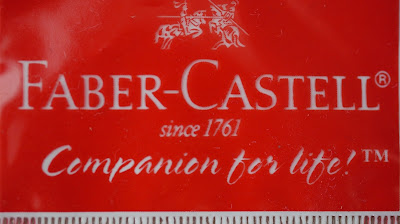 FABER-CASTELL®
since 1761
Companion for life!™